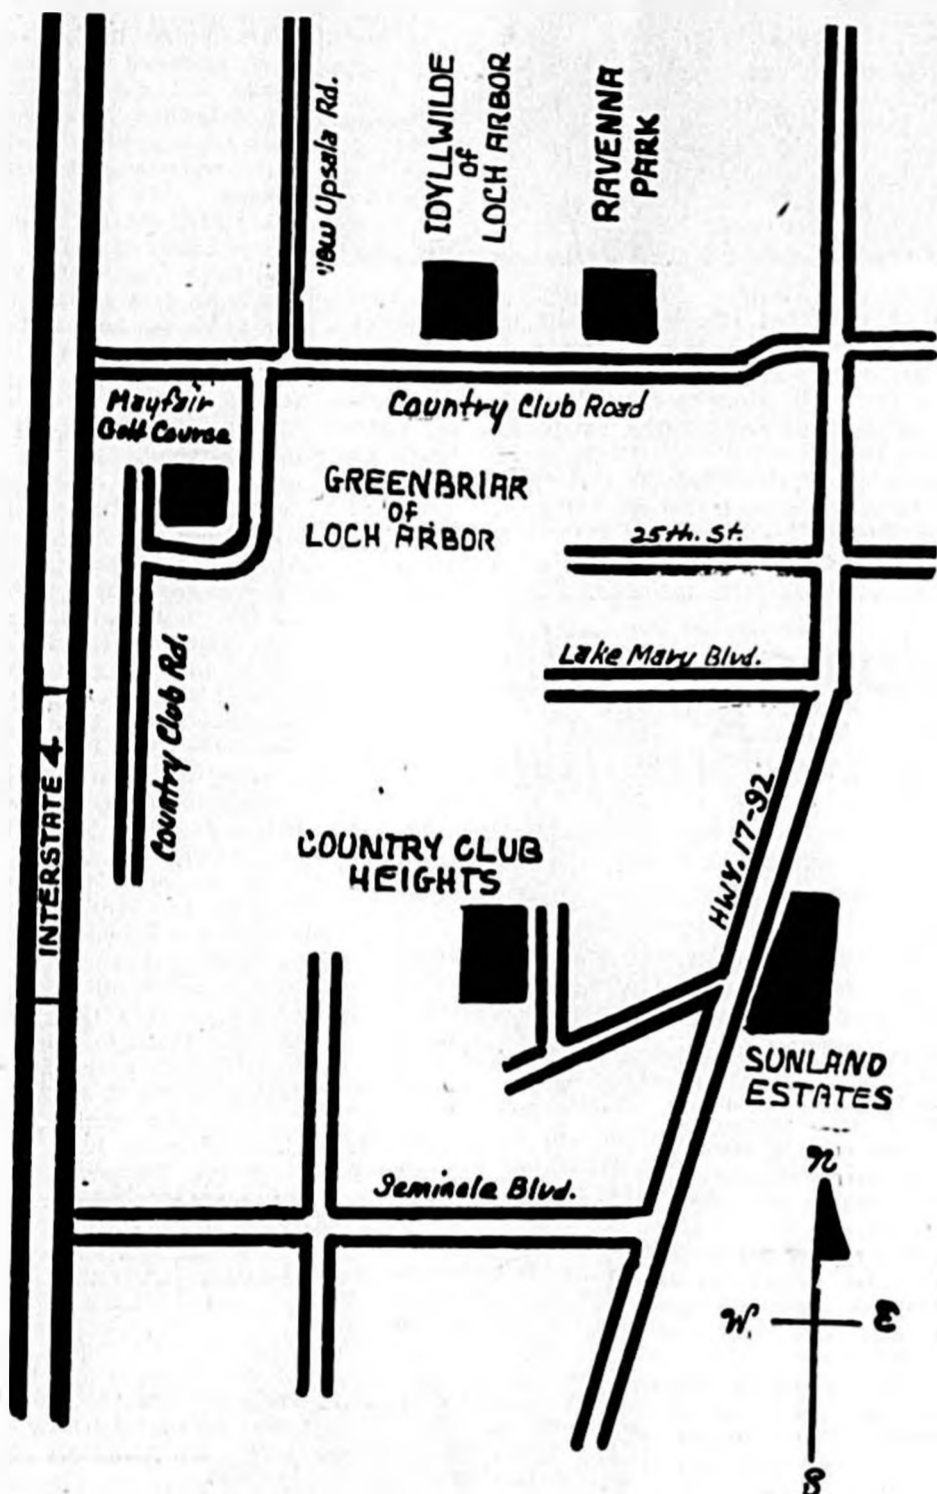 IDYLLWILDE
OF
LOCH ARBOR
RAVENNA
PARK
New Upsala Rd.
Mayfair
Golf Course
Country Club Road
GREENBRIAR
OF
LOCH ARBOR
25th. St.
Lake Mary Blvd.
Country Club Rd.
INTERSTATE 4
HWY. 17-92
COUNTRY CLUB
HEIGHTS
SUNLAND
ESTATES
Seminole Blvd.
N
W. E
S